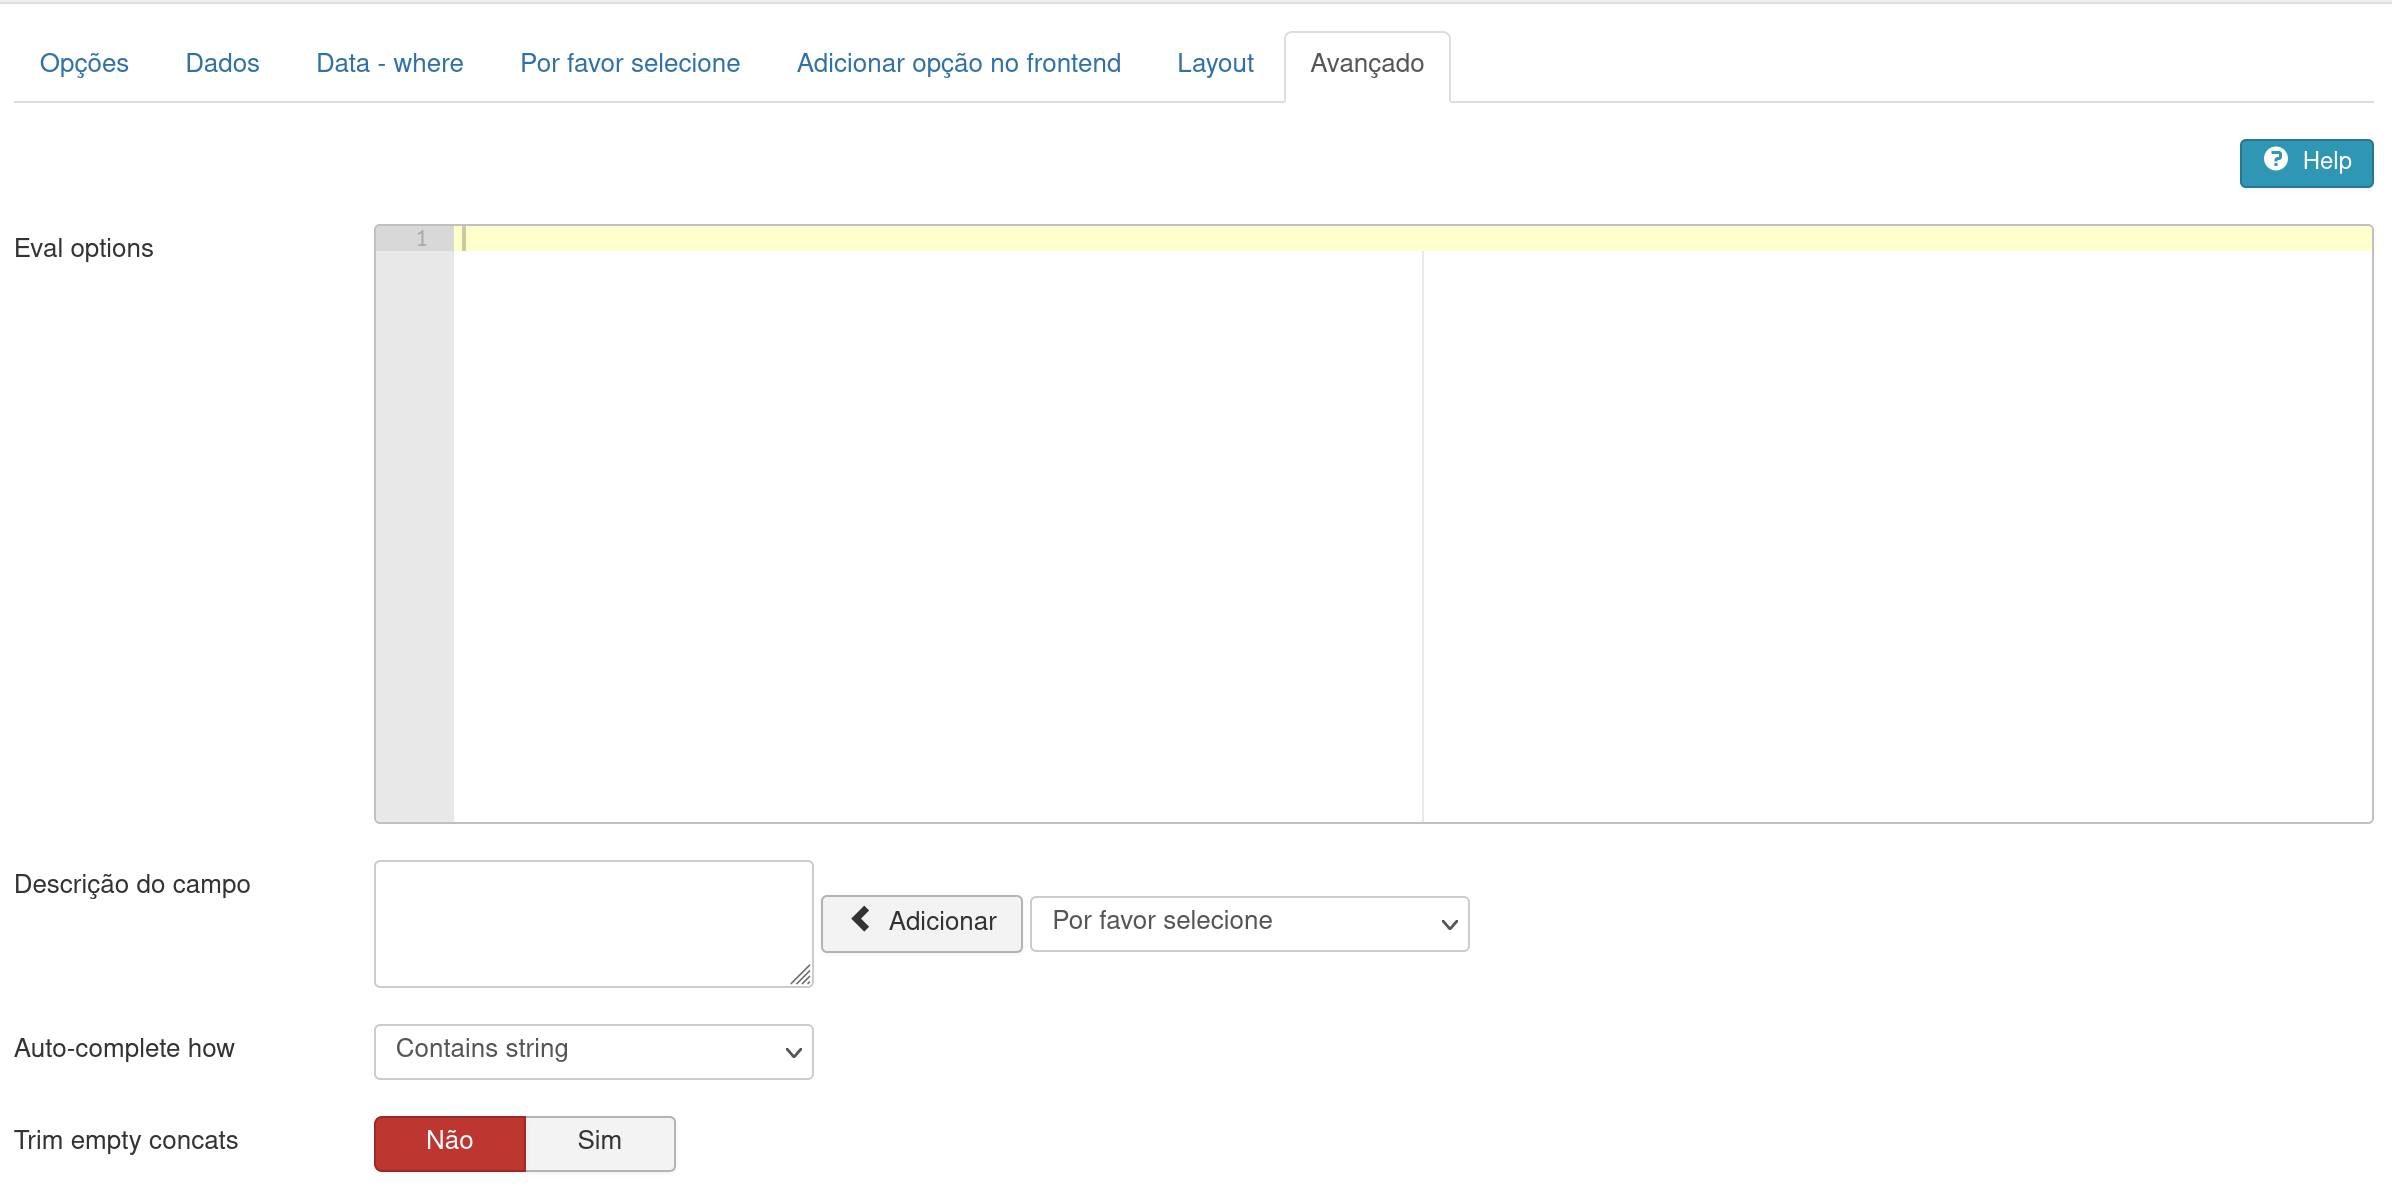 Opções Dados Data - where Por favor selecione Adicionar opção no frontend Layout Avançado
Help
Eval options
1
Descrição do campo
Adicionar Por favor selecione
Auto-complete how
Contains string
Trim empty concats
Não Sim